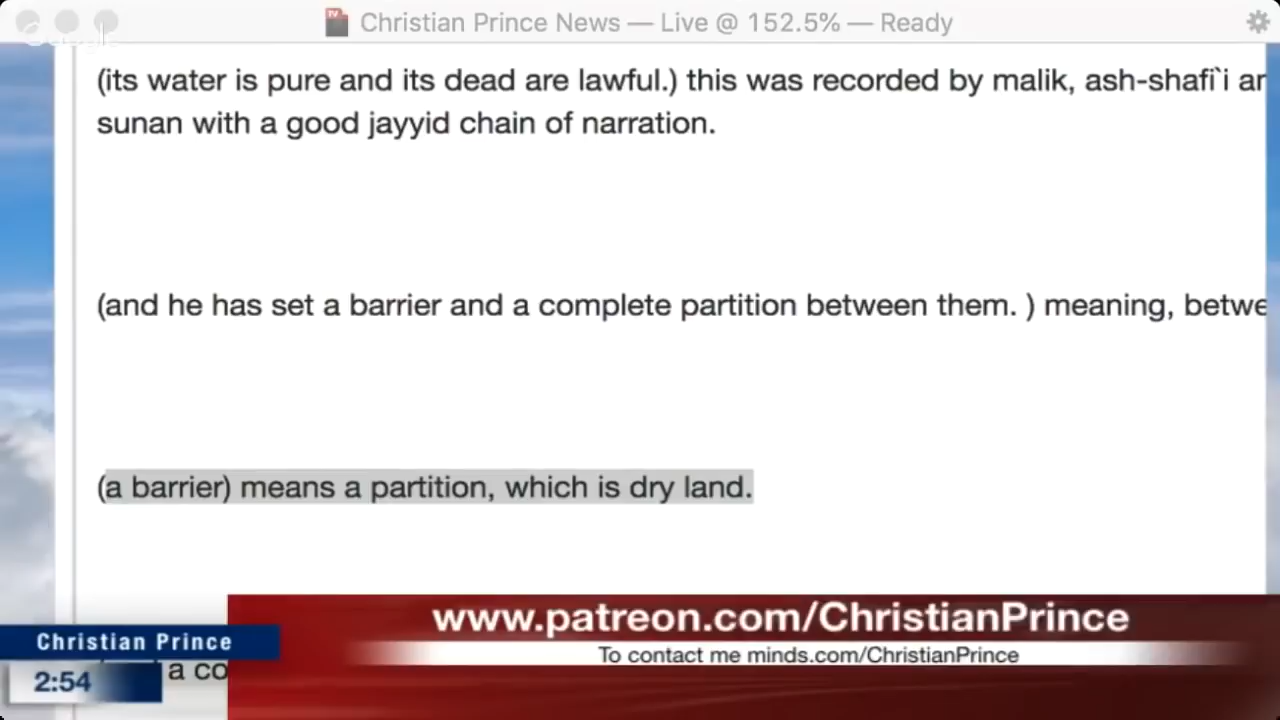 Christian Prince News — Live @ 152.5% — Ready
(its water is pure and its dead are lawful.) this was recorded by malik, ash-shafi`i ar
sunan with a good jayyid chain of narration.
(and he has set a barrier and a complete partition between them. ) meaning, betwe
(a barrier) means a partition, which is dry land.
www.patreon.com/ChristianPrince
Christian Prince
To contact me minds.com/ChristianPrince
a co
2:54